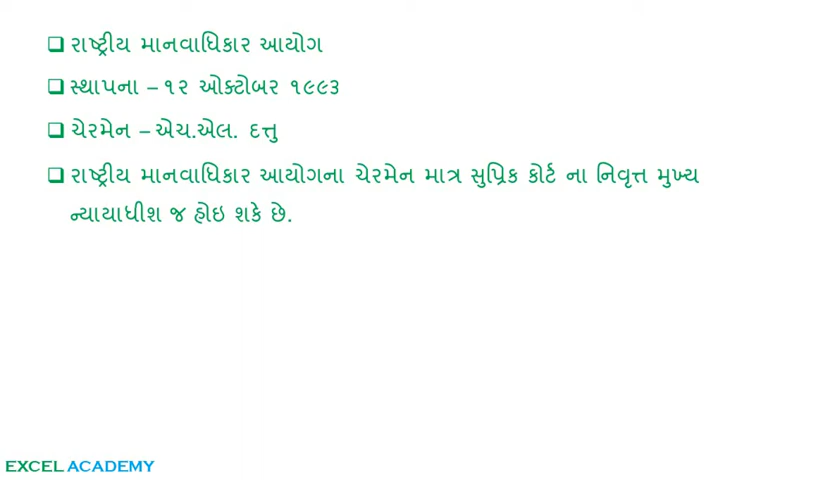 રાષ્ટ્રીય માનવાધિકાર આયોગ
સ્થાપના – ૧૨ ઓક્ટોબર ૧૯૯૩
ચેરમેન – એચ.એલ. દત્તુ
રાષ્ટ્રીય માનવાધિકાર આયોગના ચેરમેન માત્ર સુપ્રિક કોર્ટ ના નિવૃત્ત મુખ્ય
ન્યાયાધીશ જ હોઇ શકે છે.
EXCEL ACADEMY